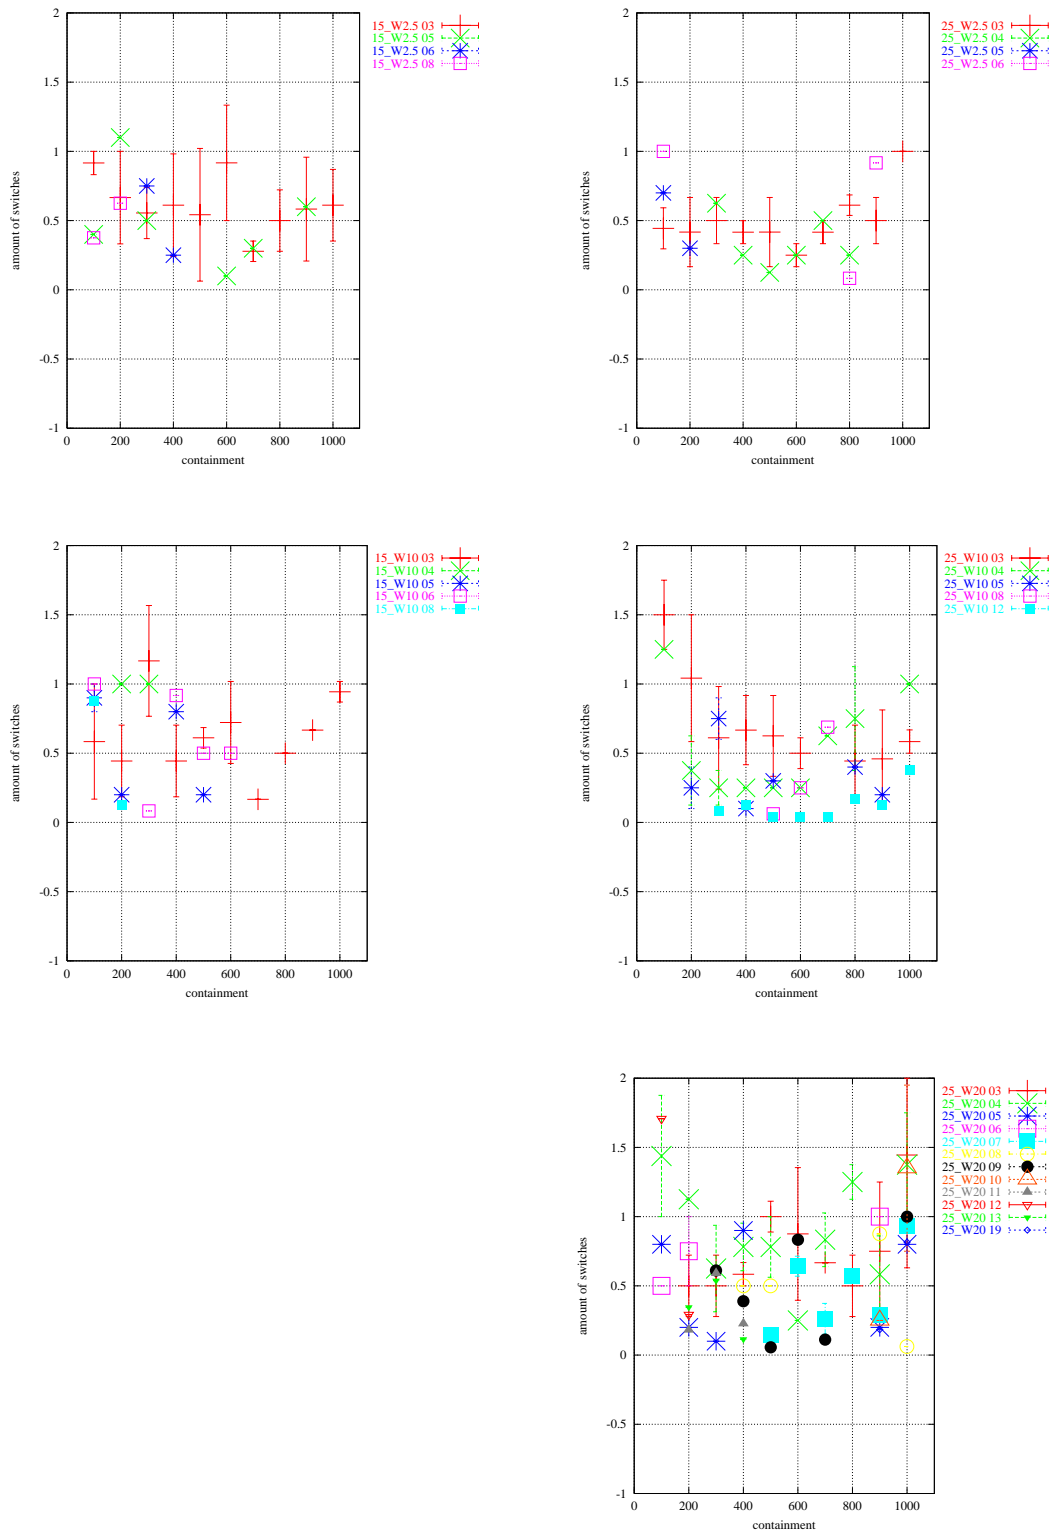 2
1.5
1
0.5
0
-0.5
-1
0 200 400 600 800 1000
containment
amount of switches
15_W2.5 03
15_W2.5 05
15_W2.5 06
15_W2.5 08
2
1.5
1
0.5
0
-0.5
-1
0 200 400 600 800 1000
containment
amount of switches
25_W2.5 03
25_W2.5 04
25_W2.5 05
25_W2.5 06
2
1.5
1
0.5
0
-0.5
-1
0 200 400 600 800 1000
containment
amount of switches
15_W10 03
15_W10 04
15_W10 05
15_W10 06
15_W10 08
2
1.5
1
0.5
0
-0.5
-1
0 200 400 600 800 1000
containment
amount of switches
25_W10 03
25_W10 04
25_W10 05
25_W10 08
25_W10 12
2
1.5
1
0.5
0
-0.5
-1
0 200 400 600 800 1000
containment
amount of switches
25_W20 03
25_W20 04
25_W20 05
25_W20 06
25_W20 07
25_W20 08
25_W20 09
25_W20 10
25_W20 11
25_W20 12
25_W20 13
25_W20 19